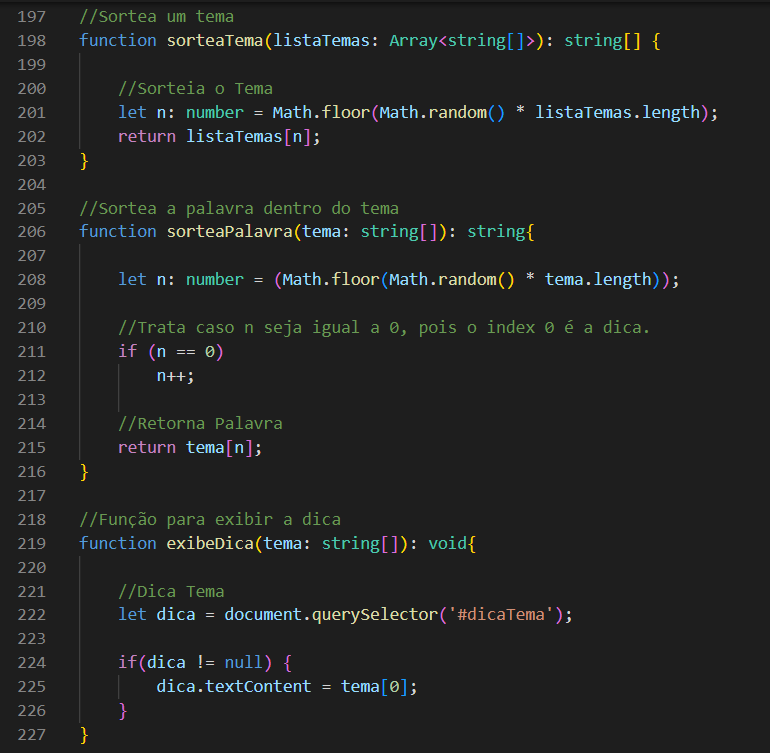 197 //Sortea um tema
198 function sorteaTema(listaTemas: Array<string[]>): string[] {
199
200 //Sorteia o Tema
201 let n: number = Math.floor(Math.random() * listaTemas.length);
202 return listaTemas[n];
203 }
204
205 //Sortea a palavra dentro do tema
206 function sorteaPalavra(tema: string[]): string{
207
208 let n: number = (Math.floor(Math.random() * tema.length));
209
210 //Trata caso n seja igual a 0, pois o index 0 é a dica.
211 if (n == 0)
212 n++;
213
214 //Retorna Palavra
215 return tema[n];
216 }
217
218 //Função para exibir a dica
219 function exibeDica(tema: string[]): void{
220
221 //Dica Tema
222 let dica = document.querySelector('#dicaTema');
223
224 if(dica != null) {
225 dica.textContent = tema[0];
226 }
227 }